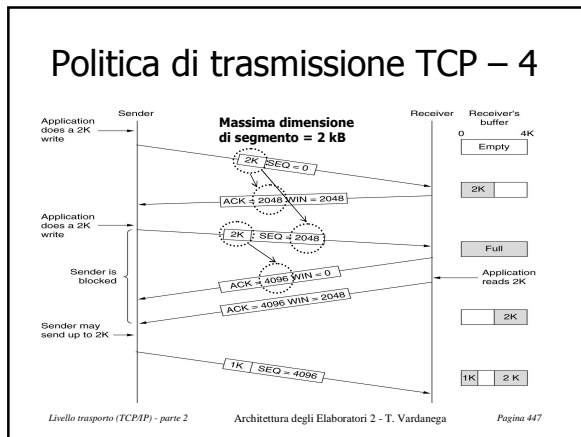 Politica di trasmissione TCP – 4
Sender
Receiver
Receiver's
buffer
Application
does a 2K
write
Massima dimensione
di segmento = 2 kB
0 4K
Empty
2K SEQ = 0
2K
ACK = 2048 WIN = 2048
Application
does a 2K
write
2K SEQ = 2048
Full
Sender is
blocked
Application
reads 2K
ACK = 4096 WIN = 0
ACK = 4096 WIN = 2048
2K
Sender may
send up to 2K
1K SEQ = 4096
1K 2 K
Livello trasporto (TCP/IP) - parte 2 Architettura degli Elaboratori 2 - T. Vardanega Pagina 447